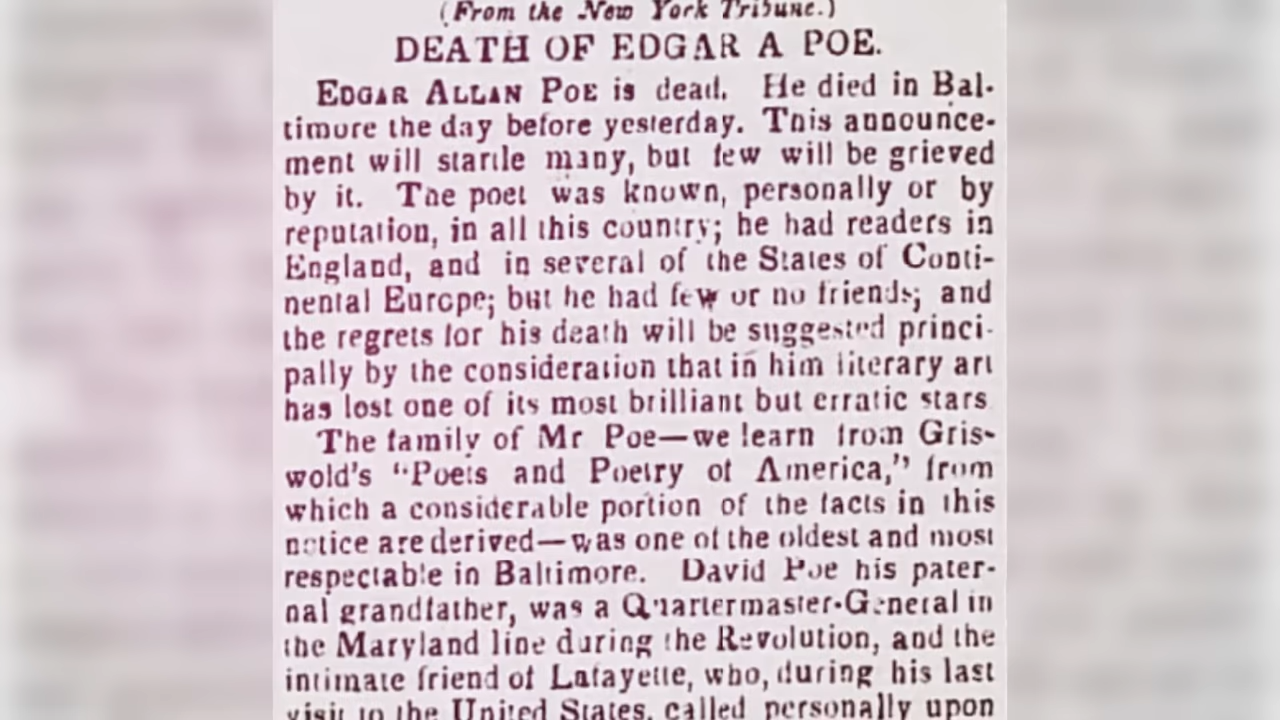 (From the New York Tribune.)
DEATH OF EDGAR A POE.
EDGAR ALLAN POE is dead. He died in Bal-
timore the day before yesterday. This announce-
ment will startle many, but few will be grieved
by it. The poet was known, personally or by
reputation, in all this country; he had readers in
England, and in several of the States of Conti-
nental Europe; but he had few or no friends; and
the regrets for his death will be suggested princi-
pally by the consideration that in him literary art
has lost one of its most brilliant but erratic stars
The family of Mr Poe—we learn from Gris-
wold's "Poets and Poetry of America," from
which a considerable portion of the facts in this
notice are derived—was one of the oldest and most
respectable in Baltimore. David Poe his pater-
nal grandfather, was a Quartermaster-General in
the Maryland line during the Revolution, and the
intimate friend of Lafayette, who, during his last
visit to the United States, called personally upon